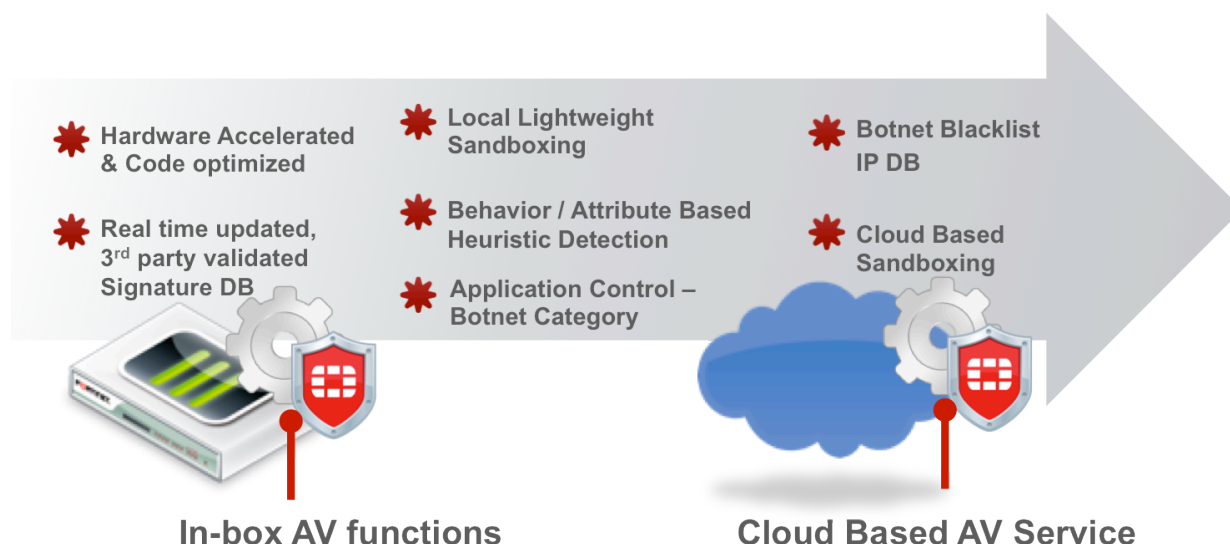 Hardware Accelerated
& Code optimized
Real time updated,
3rd party validated
Signature DB
Local Lightweight
Sandboxing
Behavior / Attribute Based
Heuristic Detection
Application Control –
Botnet Category
Botnet Blacklist
IP DB
Cloud Based
Sandboxing
FORTINET
In-box AV functions
Cloud Based AV Service